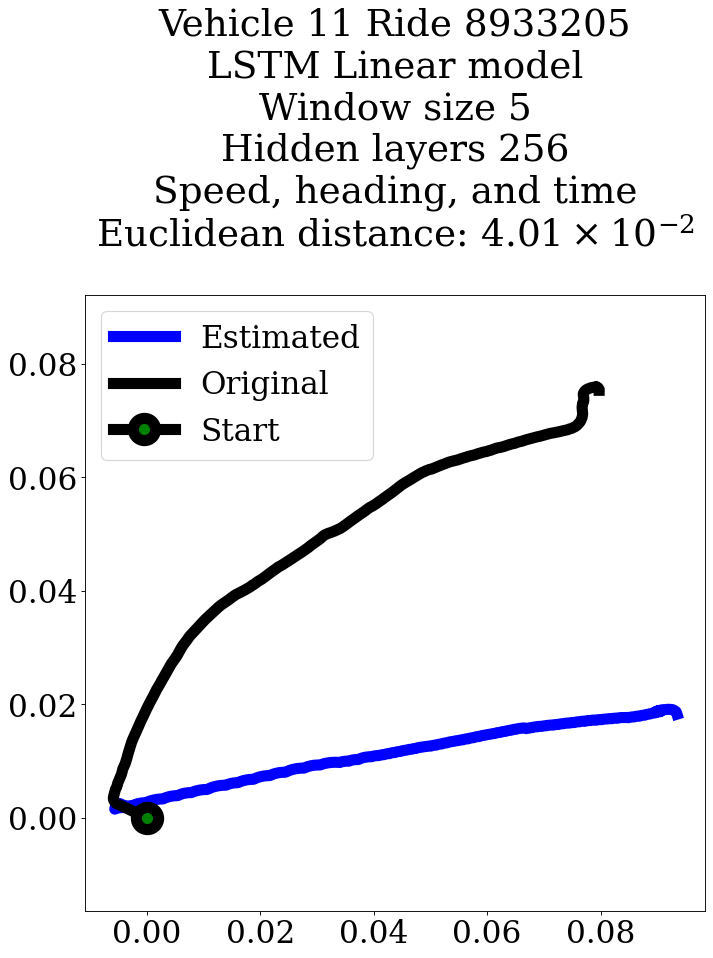 Vehicle 11 Ride 8933205
LSTM Linear model
Window size 5
Hidden layers 256
Speed, heading, and time
Euclidean distance: 4.01 × 10⁻²
Estimated
Original
Start
0.08
0.06
0.04
0.02
0.00
0.00 0.02 0.04 0.06 0.08